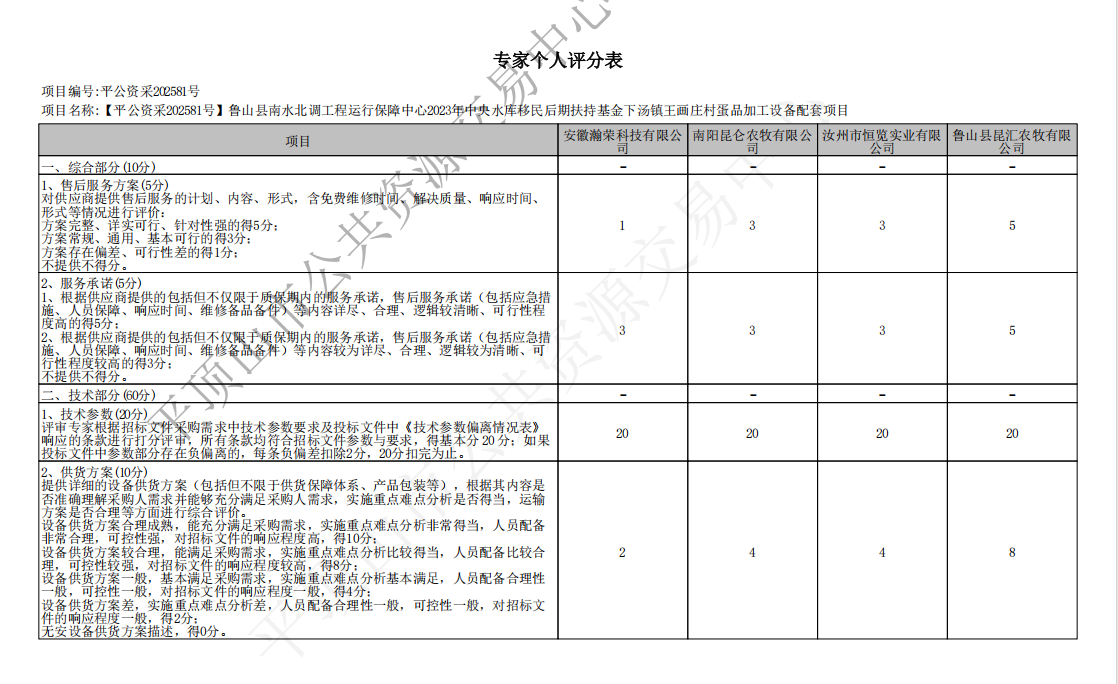 专家个人评分表
项目编号:平公资采202581号
项目名称:【平公资采202581号】鲁山县南水北调工程运行保障中心2023年中央水库移民后期扶持基金下汤镇王画庄村蛋品加工设备配套项目
项目
安徽瀚荣科技有限公
司
南阳昆仑农牧有限公
司
汝州市恒览实业有限
公司
鲁山县昆汇农牧有限
公司
一、综合部分(10分)
-
-
-
-
1、售后服务方案(5分)
对供应商提供售后服务的计划、内容、形式，含免费维修时间、解决质量、响应时间、
形式等情况进行评价：
方案完整、详实可行、针对性强的得5分；
方案常规、通用、基本可行的得3分；
方案存在偏差、可行性差的得1分；
不提供不得分。
1
3
3
5
2、服务承诺(5分)
1、根据供应商提供的包括但不仅限于质保期内的服务承诺，售后服务承诺（包括应急措
施、人员保障、响应时间、维修备品备件）等内容详尽、合理、逻辑较清晰、可行性程
度高的得5分；
2、根据供应商提供的包括但不仅限于质保期内的服务承诺，售后服务承诺（包括应急措
施、人员保障、响应时间、维修备品备件）等内容较为详尽、合理、逻辑较为清晰、可
行性程度较高的得3分；
不提供不得分。
3
3
3
5
二、技术部分(60分)
-
-
-
-
1、技术参数(20分)
评审专家根据招标文件采购需求中技术参数要求及投标文件中《技术参数偏离情况表》
响应的条款进行打分评审，所有条款均符合招标文件参数与要求，得基本分 20 分；如果
投标文件中参数部分存在负偏离的，每条负偏差扣除2分，20分扣完为止。
20
20
20
20
2、供货方案(10分)
提供详细的设备供货方案（包括但不限于供货保障体系、产品包装等），根据其内容是
否准确理解采购人需求并能够充分满足采购人需求，实施重点难点分析是否得当，运输
方案是否合理等方面进行综合评价。
设备供货方案合理成熟，能充分满足采购需求，实施重点难点分析非常得当，人员配备
非常合理，可控性强，对招标文件的响应程度高，得10分；
设备供货方案较合理，能满足采购需求，实施重点难点分析比较得当，人员配备比较合
理，可控性较强，对招标文件的响应程度较高，得8分；
设备供货方案一般，基本满足采购需求，实施重点难点分析基本满足，人员配备合理性
一般，可控性一般，对招标文件的响应程度一般，得4分；
设备供货方案差，实施重点难点分析差，人员配备合理性一般，可控性一般，对招标文
件的响应程度一般，得2分；
无安设备供货方案描述，得0分。
2
4
4
8
平顶山市公共资源交易中心
平顶山市公共资源交易中